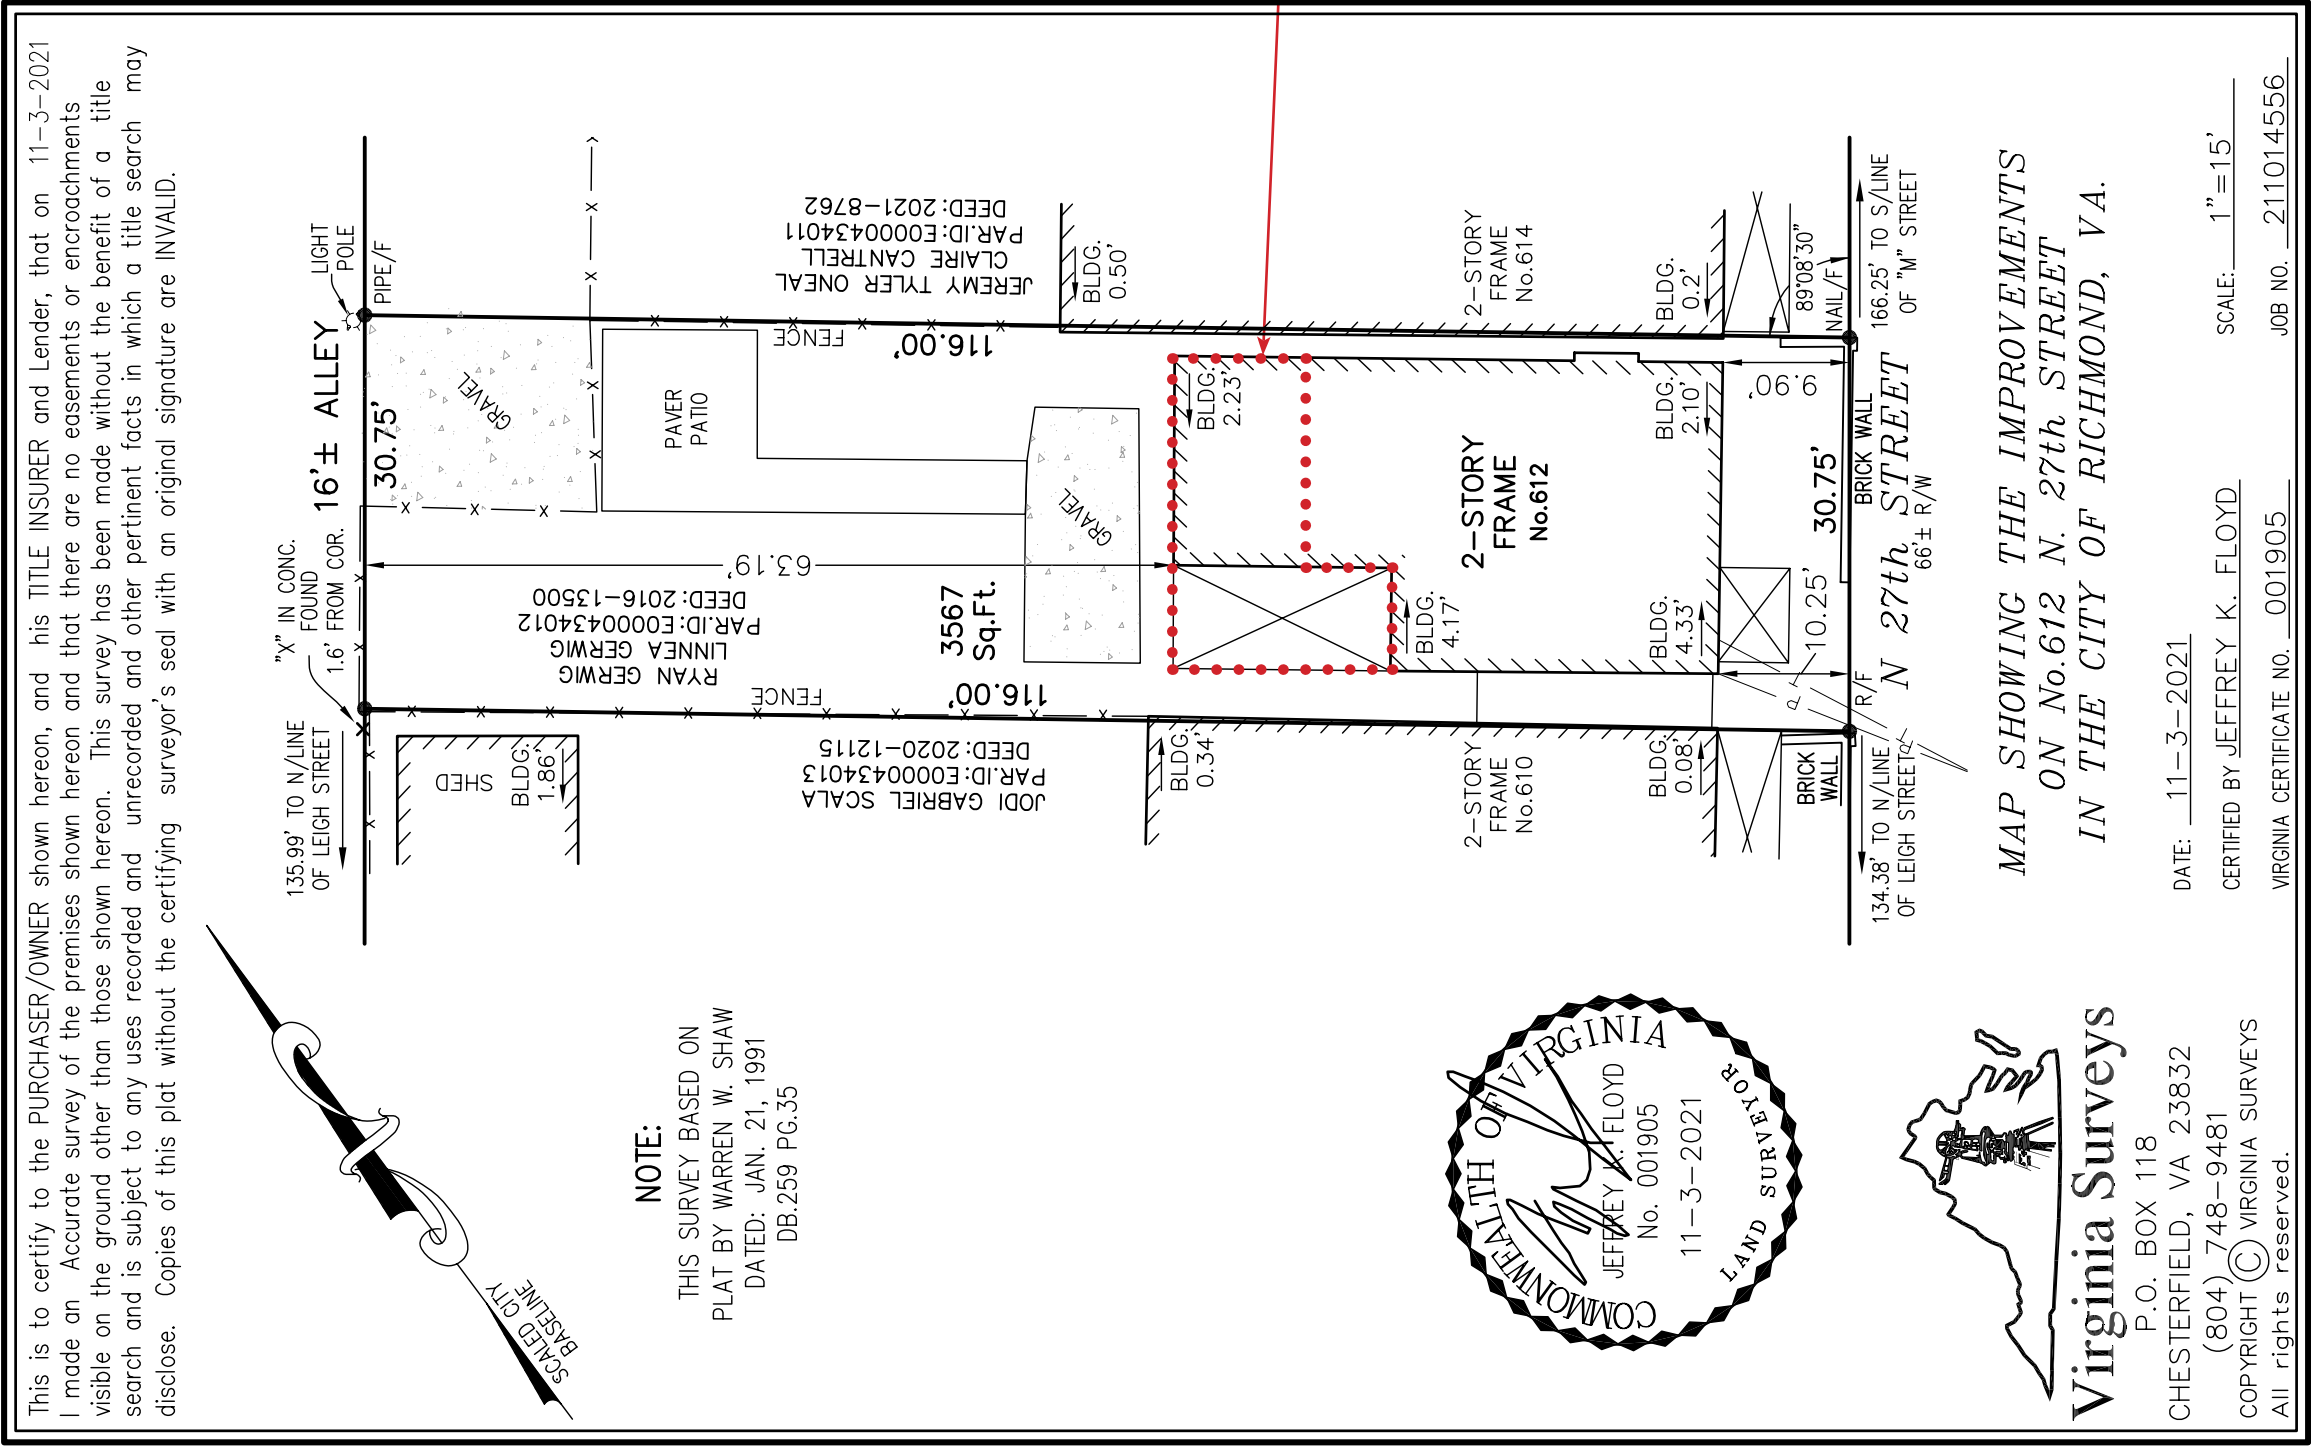 This is to certify to the PURCHASER/OWNER shown hereon, and his TITLE INSURER and Lender, that on 11-3-2021
I made an Accurate survey of the premises shown hereon and that there are no easements or encroachments
visible on the ground other than those shown hereon. This survey has been made without the benefit of a title
search and is subject to any uses recorded and unrecorded and other pertinent facts in which a title search may
disclose. Copies of this plat without the certifying surveyor's seal with an original signature are INVALID.
SCALED CITY
BASELINE
NOTE:
THIS SURVEY BASED ON
PLAT BY WARREN W. SHAW
DATED: JAN. 21, 1991
DB.259 PG.35
135.99' TO N/LINE
OF LEIGH STREET
"X" IN CONC.
FOUND
1.6' FROM COR.
16'± ALLEY
30.75'
LIGHT
POLE
PIPE/F
GRAVEL
PAVER
PATIO
FENCE
116.00'
JEREMY TYLER ONEAL
CLAIRE CANTRELL
PAR.ID:E0000434011
DEED:2021-8762
SHED
BLDG.
1.86'
RYAN GERWIG
LINNEA GERWIG
PAR.ID:E0000434012
DEED:2016-13500
63.19'
FENCE
116.00'
3567
Sq.Ft.
GRAVEL
JODI GABRIEL SCALA
PAR.ID:E0000434013
DEED:2020-12115
BLDG.
0.50'
BLDG.
2.23'
BLDG.
0.34'
BLDG.
4.17'
2-STORY
FRAME
No.610
2-STORY
FRAME
No.612
2-STORY
FRAME
No.614
BLDG.
0.08'
BLDG.
4.33'
BLDG.
2.10'
BLDG.
0.2'
9.90'
10.25'
89°08'30"
NAIL/F
BRICK
WALL
P
P
R/F
30.75'
BRICK WALL
134.38' TO N/LINE
OF LEIGH STREET
166.25' TO S/LINE
OF "M" STREET
N 27th STREET
66'± R/W
MAP SHOWING THE IMPROVEMENTS
ON No.612 N. 27th STREET
IN THE CITY OF RICHMOND, VA.
DATE: 11-3-2021
SCALE: 1"=15'
CERTIFIED BY JEFFREY K. FLOYD
VIRGINIA CERTIFICATE NO. 001905
JOB NO. 211014556
COMMONWEALTH OF VIRGINIA
JEFFREY K. FLOYD
No. 001905
11-3-2021
LAND SURVEYOR
Virginia Surveys
P.O. BOX 118
CHESTERFIELD, VA 23832
(804) 748-9481
COPYRIGHT © VIRGINIA SURVEYS
All rights reserved.